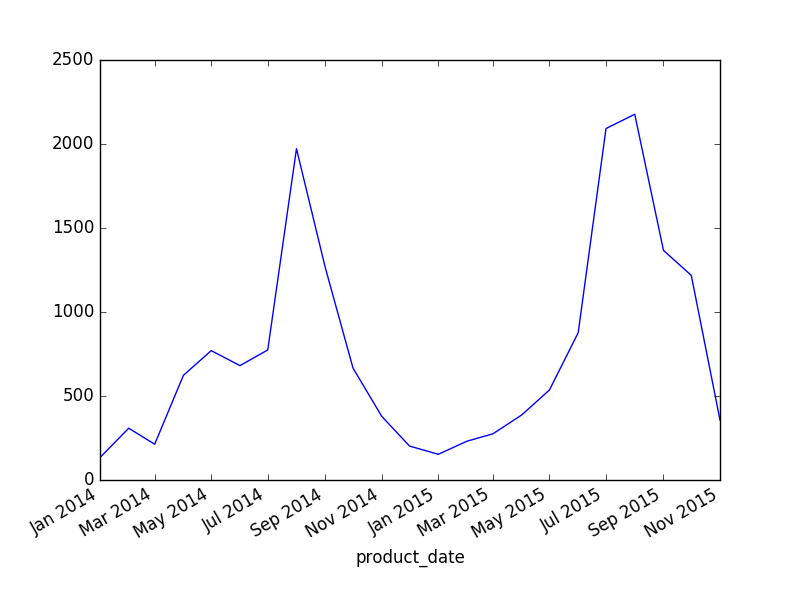 2500
2000
1500
1000
500
0
Jan 2014
Mar 2014
May 2014
Jul 2014
Sep 2014
Nov 2014
Jan 2015
Mar 2015
May 2015
Jul 2015
Sep 2015
Nov 2015
product_date